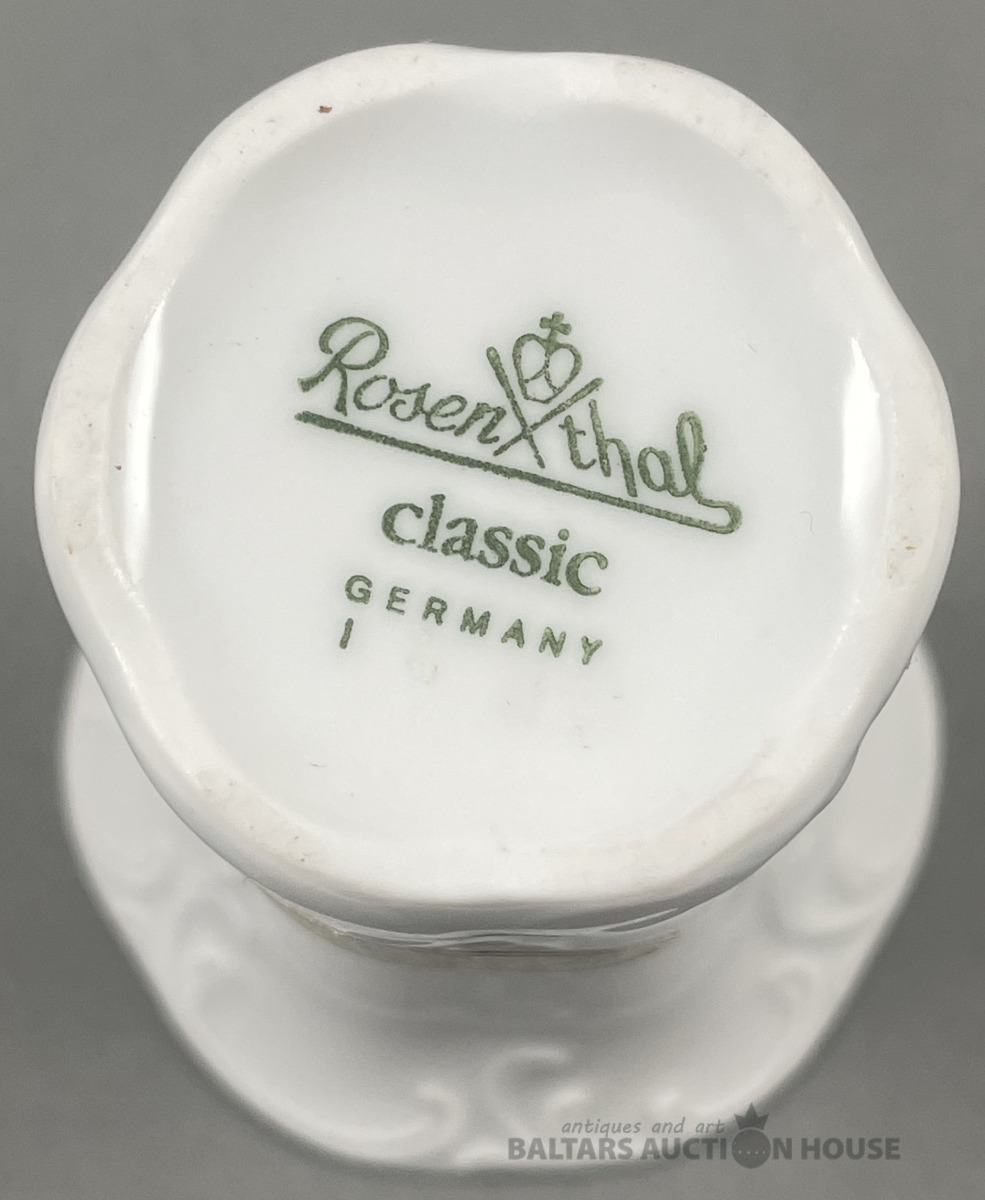 Rosenthal
classic
GERMANY
I
antiques and art
BALTARS AUCTION HOUSE